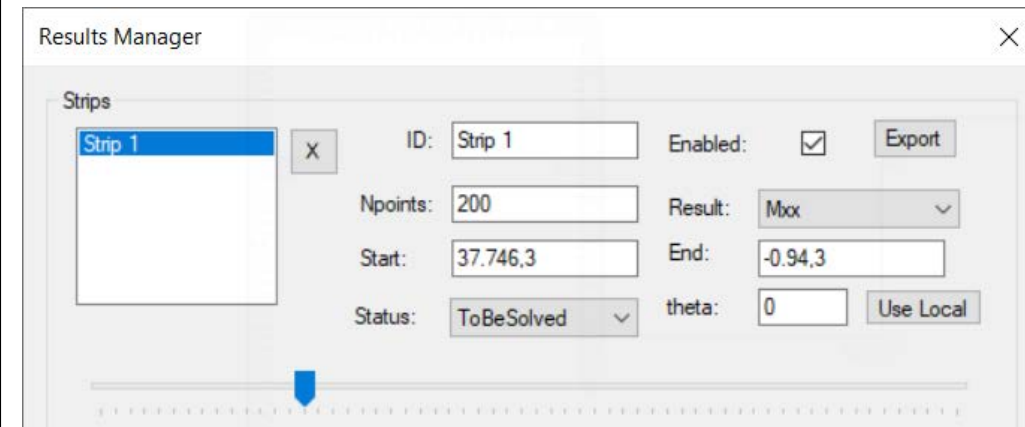 Results Manager
Strips
Strip 1 X ID: Strip 1 Enabled: Export
Npoints: 200 Result: Mxx
Start: 37.746,3 End: -0.94,3
Status: ToBeSolved theta: 0 Use Local